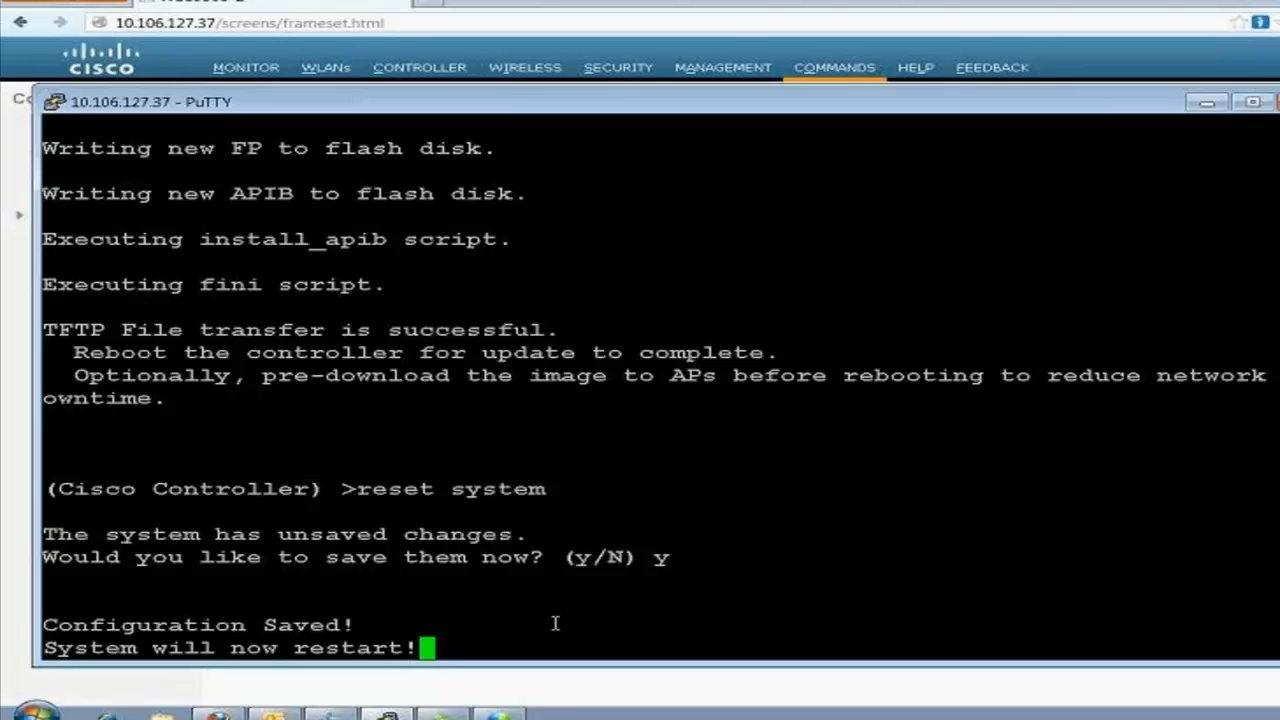 10.106.127.37/screens/frameset.html
CISCO
MONITOR WLANs CONTROLLER WIRELESS SECURITY MANAGEMENT COMMANDS HELP FEEDBACK
10.106.127.37 - PuTTY
Writing new FP to flash disk.
Writing new APIB to flash disk.
Executing install_apib script.
Executing fini script.
TFTP File transfer is successful.
Reboot the controller for update to complete.
Optionally, pre-download the image to APs before rebooting to reduce network
owntime.
(Cisco Controller) >reset system
The system has unsaved changes.
Would you like to save them now? (y/N) y
Configuration Saved!
System will now restart!